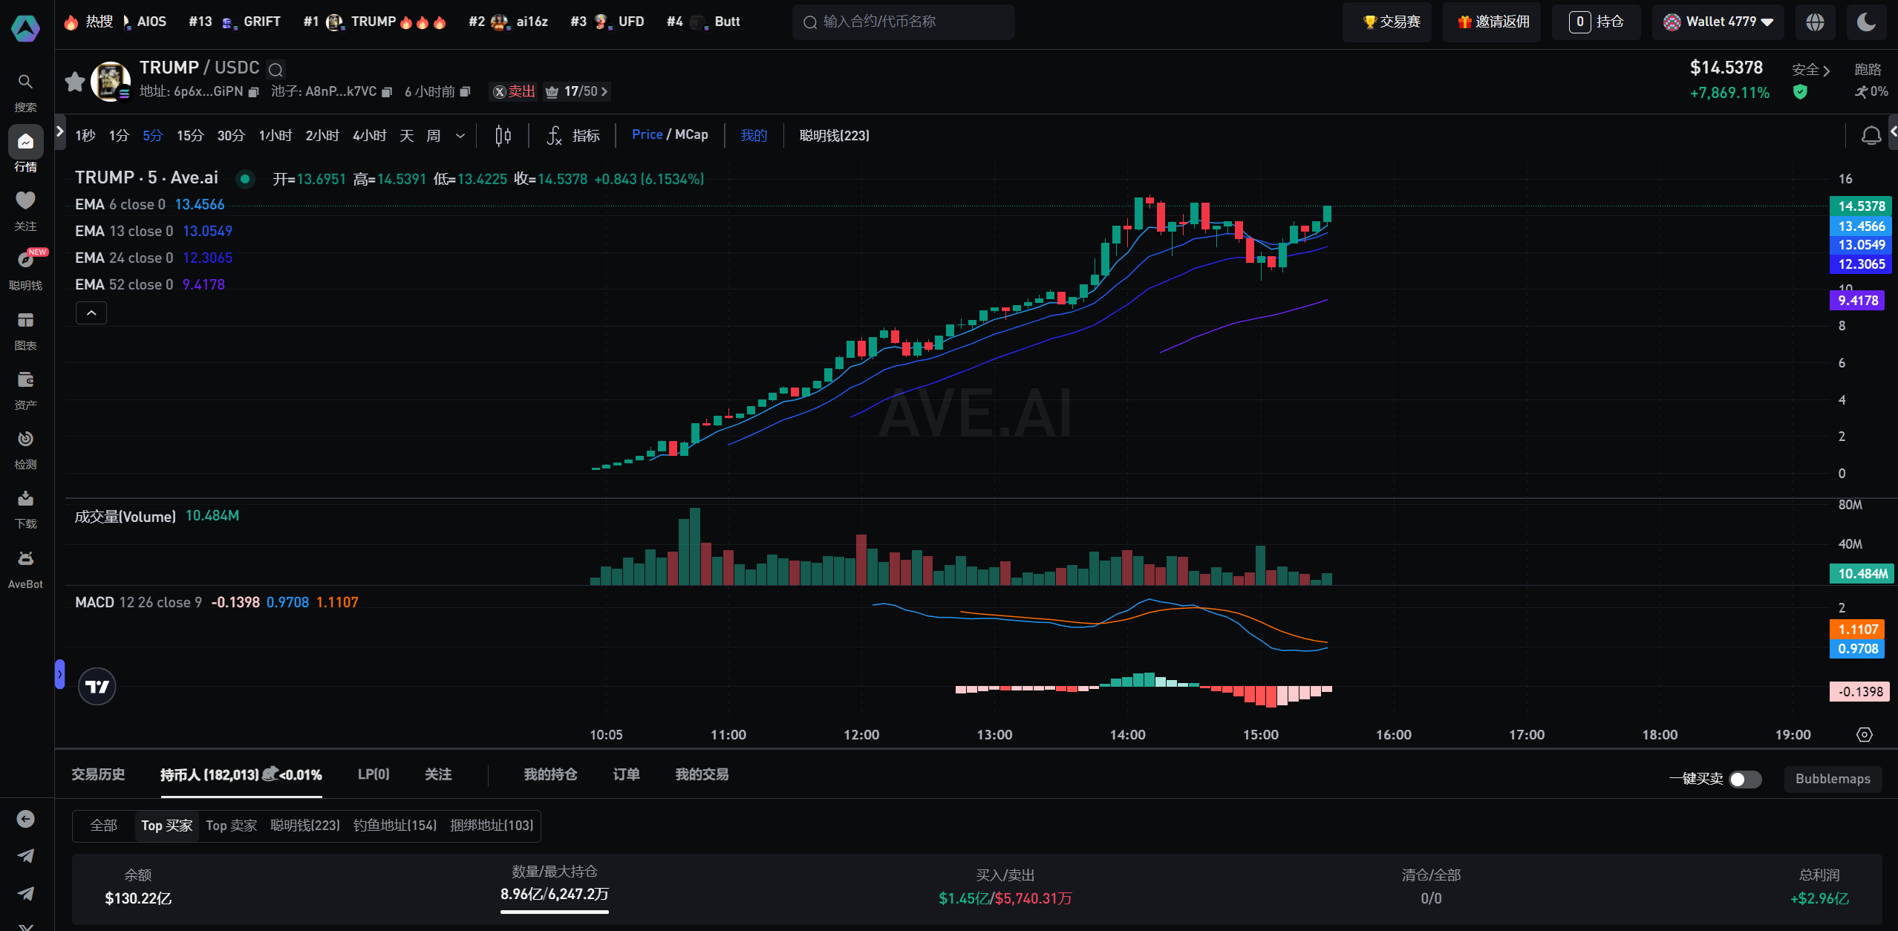 热搜 AIOS #13 GRIFT #1 TRUMP #2 ai16z #3 UFD #4 Butt
输入合约/代币名称
交易赛 邀请返佣 0 持仓 Wallet 4779
TRUMP / USDC
地址: 6p6x...GiPN 池子: A8nP...k7VC 6 小时前 卖出 17/50
$14.5378 安全 跑路
+7,869.11% 0%
搜索
行情
关注
NEW
聪明钱
图表
资产
检测
下载
AveBot
1秒 1分 5分 15分 30分 1小时 2小时 4小时 天 周 指标 Price / MCap 我的 聪明钱(223)
TRUMP · 5 · Ave.ai 开=13.6951 高=14.5391 低=13.4225 收=14.5378 +0.843 (6.1534%)
EMA 6 close 0 13.4566
EMA 13 close 0 13.0549
EMA 24 close 0 12.3065
EMA 52 close 0 9.4178
AVE.AI
16
14.5378
13.4566
13.0549
12.3065
10
9.4178
8
6
4
2
0
成交量(Volume) 10.484M
80M
40M
10.484M
MACD 12 26 close 9 -0.1398 0.9708 1.1107
2
1.1107
0.9708
-0.1398
10:05 11:00 12:00 13:00 14:00 15:00 16:00 17:00 18:00 19:00
交易历史 持币人 (182,013) <0.01% LP(0) 关注 我的持仓 订单 我的交易 一键买卖 Bubblemaps
全部 Top 买家 Top 卖家 聪明钱(223) 钓鱼地址(154) 捆绑地址(103)
余额 数量/最大持仓 买入/卖出 清仓/全部 总利润
$130.22亿 8.96亿/6,247.2万 $1.45亿/$5,740.31万 0/0 +$2.96亿